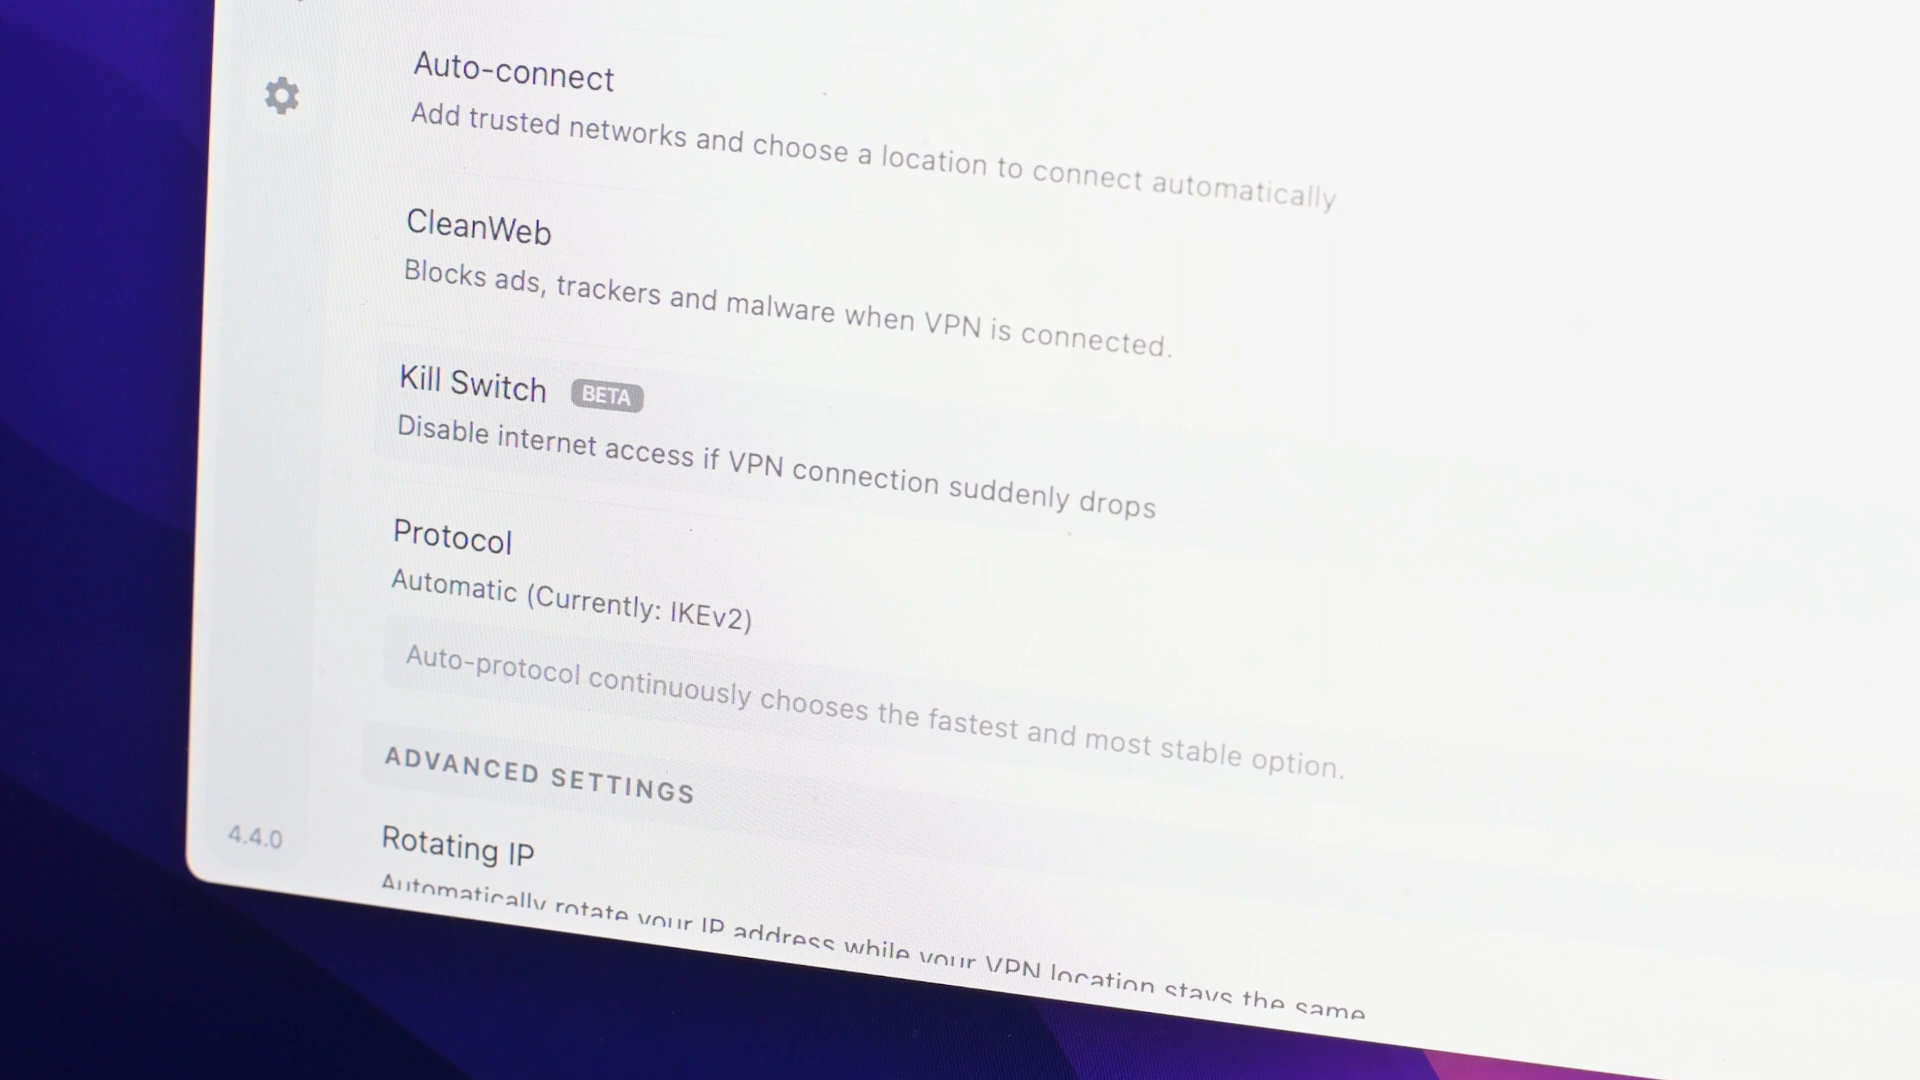 Auto-connect
Add trusted networks and choose a location to connect automatically
CleanWeb
Blocks ads, trackers and malware when VPN is connected.
Kill Switch BETA
Disable internet access if VPN connection suddenly drops
Protocol
Automatic (Currently: IKEv2)
Auto-protocol continuously chooses the fastest and most stable option.
ADVANCED SETTINGS
4.4.0
Rotating IP
Automatically rotate your IP address while your VPN location stays the same